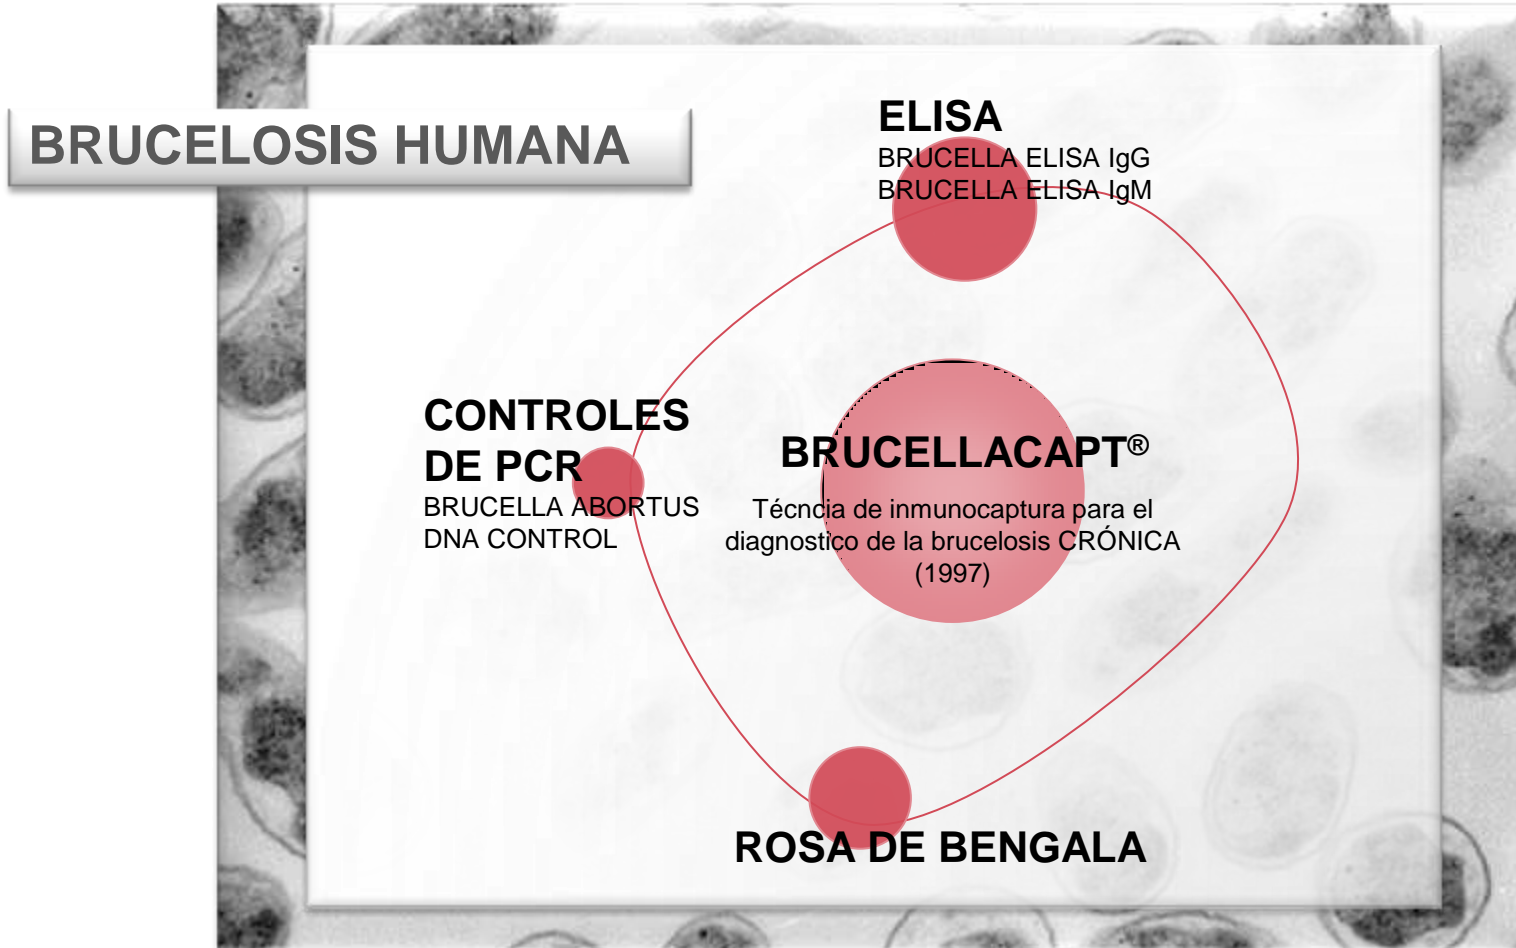 BRUCELOSIS HUMANA
ELISA
BRUCELLA ELISA IgG
BRUCELLA ELISA IgM
CONTROLES
DE PCR
BRUCELLA ABORTUS
DNA CONTROL
BRUCELLACAPT®
Técncia de inmunocaptura para el
diagnostico de la brucelosis CRÓNICA
(1997)
ROSA DE BENGALA